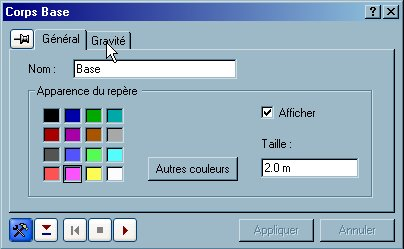 Corps Base
Général Gravité
Nom : Base
Apparence du repère
Afficher
Taille :
Autres couleurs 2.0 m
Appliquer Annuler